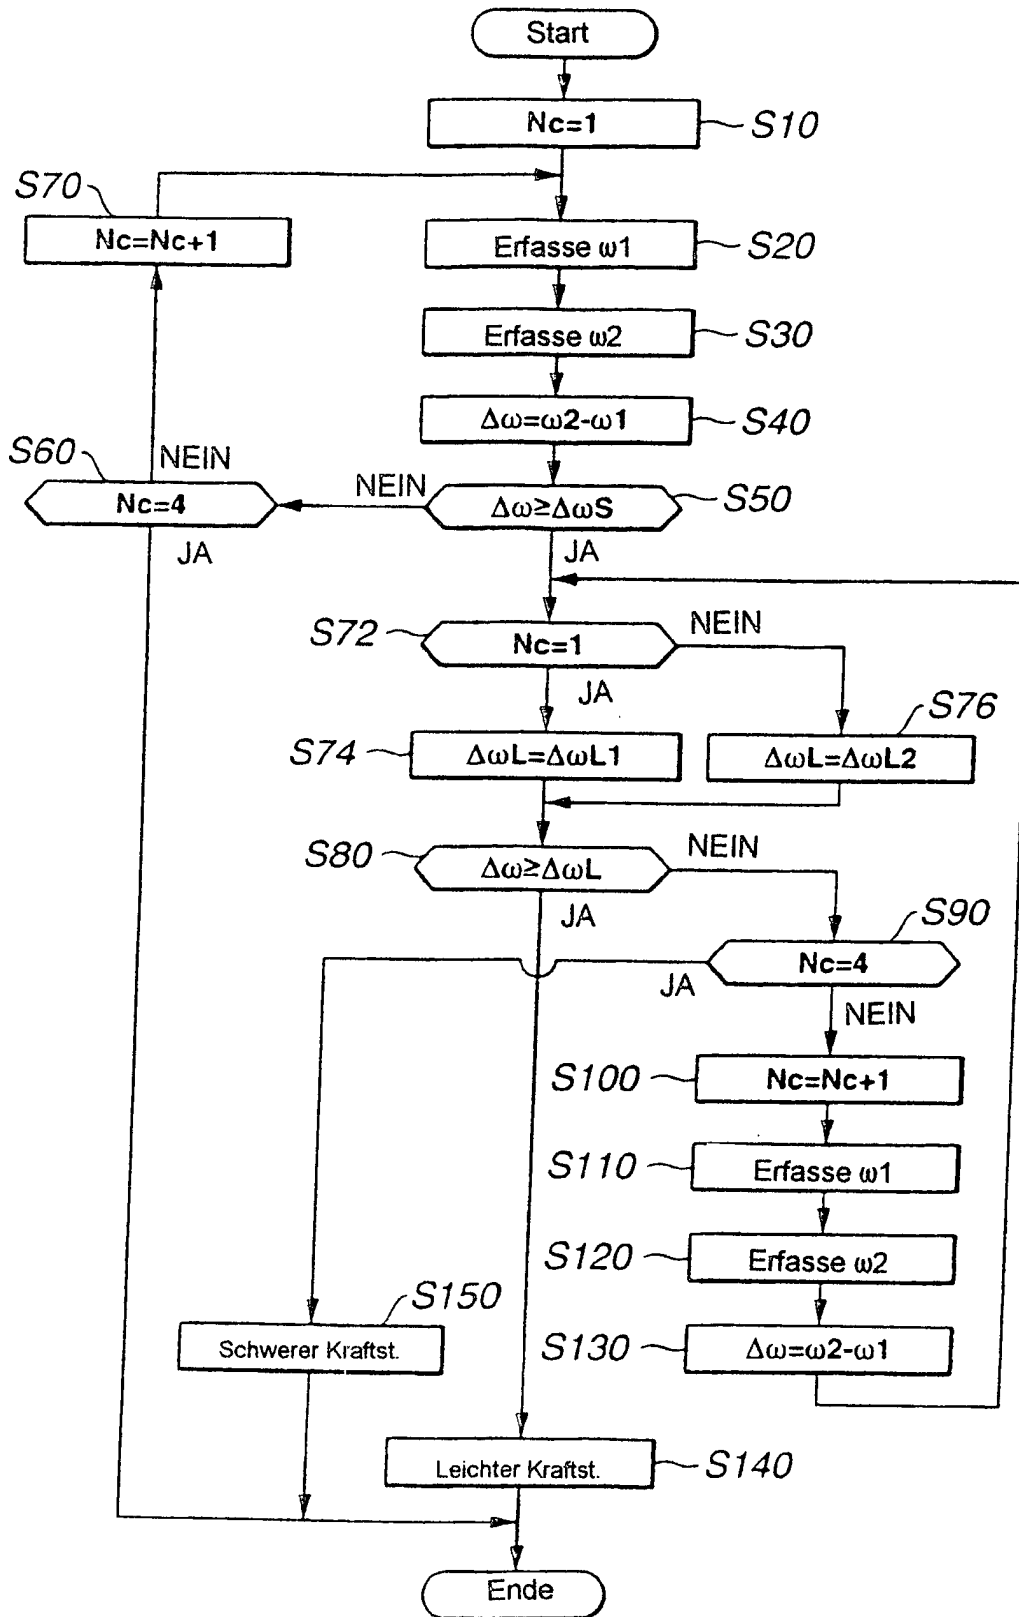 Start
Nc=1
S10
S70
Nc=Nc+1
Erfasse ω1
S20
Erfasse ω2
S30
Δω=ω2-ω1
S40
S60
NEIN
Nc=4
JA
NEIN
Δω≥ΔωS
S50
JA
S72
Nc=1
NEIN
JA
S74
ΔωL=ΔωL1
S76
ΔωL=ΔωL2
S80
Δω≥ΔωL
NEIN
JA
S90
Nc=4
JA
NEIN
S100
Nc=Nc+1
S110
Erfasse ω1
S120
Erfasse ω2
S130
Δω=ω2-ω1
S150
Schwerer Kraftst.
Leichter Kraftst.
S140
Ende